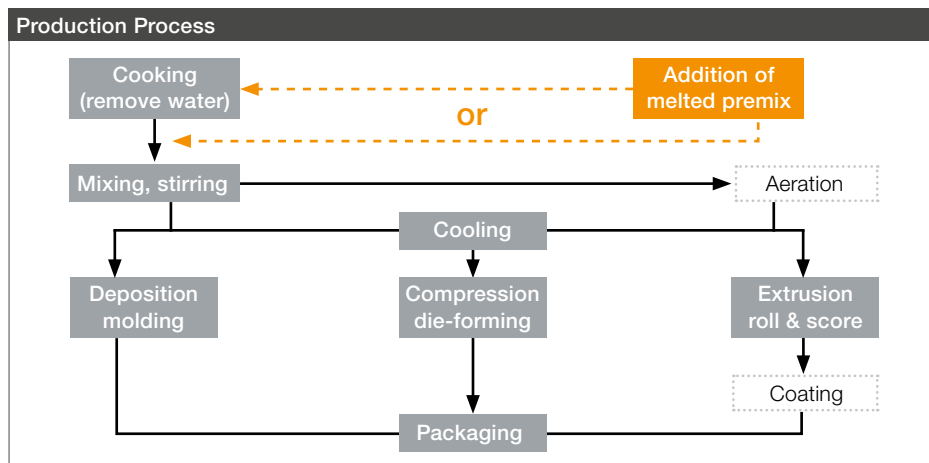 Production Process
Cooking
(remove water)
Addition of
melted premix
or
Mixing, stirring
Aeration
Cooling
Deposition
molding
Compression
die-forming
Extrusion
roll & score
Coating
Packaging